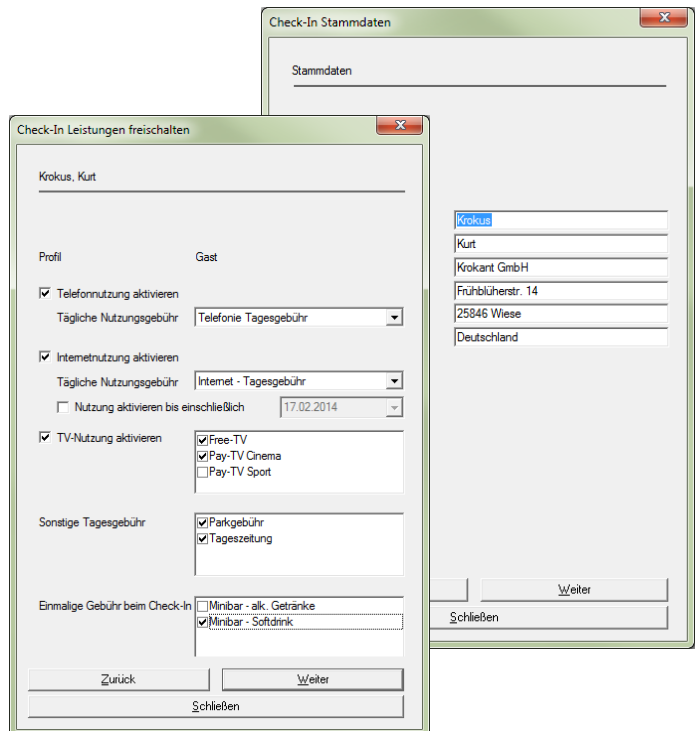 Check-In Stammdaten
Stammdaten
Krokus
Kurt
Krokant GmbH
Frühblüherstr. 14
25846 Wiese
Deutschland
Weiter
Schließen
Check-In Leistungen freischalten
Krokus, Kurt
Profil Gast
Telefonnutzung aktivieren
Tägliche Nutzungsgebühr Telefonie Tagesgebühr
Internetnutzung aktivieren
Tägliche Nutzungsgebühr Internet - Tagesgebühr
Nutzung aktivieren bis einschließlich 17.02.2014
TV-Nutzung aktivieren Free-TV
Pay-TV Cinema
Pay-TV Sport
Sonstige Tagesgebühr Parkgebühr
Tageszeitung
Einmalige Gebühr beim Check-In Minibar - alk. Getränke
Minibar - Softdrink
Zurück Weiter
Schließen